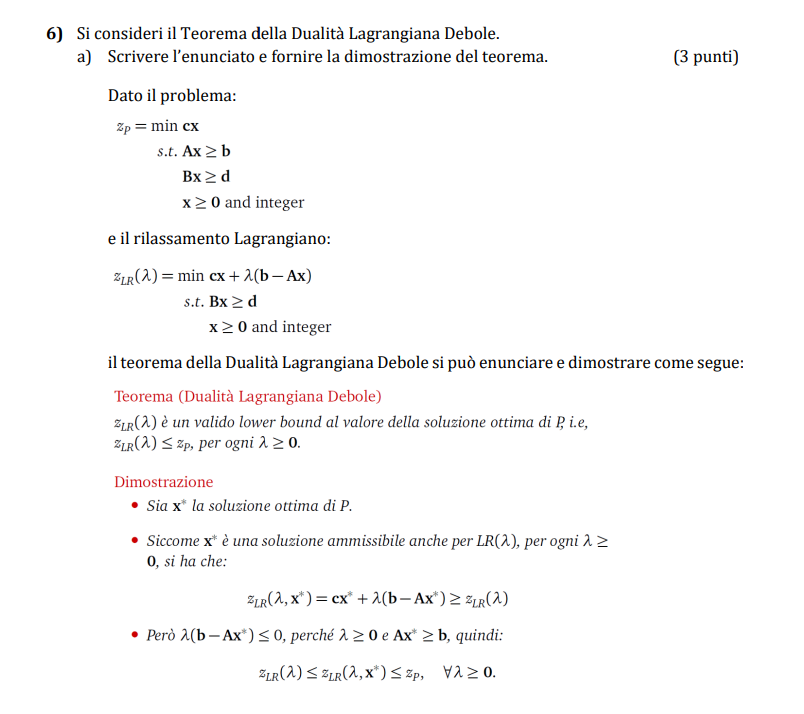 6) Si consideri il Teorema della Dualità Lagrangiana Debole.
a) Scrivere l'enunciato e fornire la dimostrazione del teorema. (3 punti)
Dato il problema:
z_P = min cx
s.t. Ax ≥ b
Bx ≥ d
x ≥ 0 and integer
e il rilassamento Lagrangiano:
z_LR(λ) = min cx + λ(b − Ax)
s.t. Bx ≥ d
x ≥ 0 and integer
il teorema della Dualità Lagrangiana Debole si può enunciare e dimostrare come segue:
Teorema (Dualità Lagrangiana Debole)
z_LR(λ) è un valido lower bound al valore della soluzione ottima di P, i.e,
z_LR(λ) ≤ z_P, per ogni λ ≥ 0.
Dimostrazione
• Sia x* la soluzione ottima di P.
• Siccome x* è una soluzione ammissibile anche per LR(λ), per ogni λ ≥
0, si ha che:
z_LR(λ, x*) = cx* + λ(b − Ax*) ≥ z_LR(λ)
• Però λ(b − Ax*) ≤ 0, perché λ ≥ 0 e Ax* ≥ b, quindi:
z_LR(λ) ≤ z_LR(λ, x*) ≤ z_P, ∀λ ≥ 0.